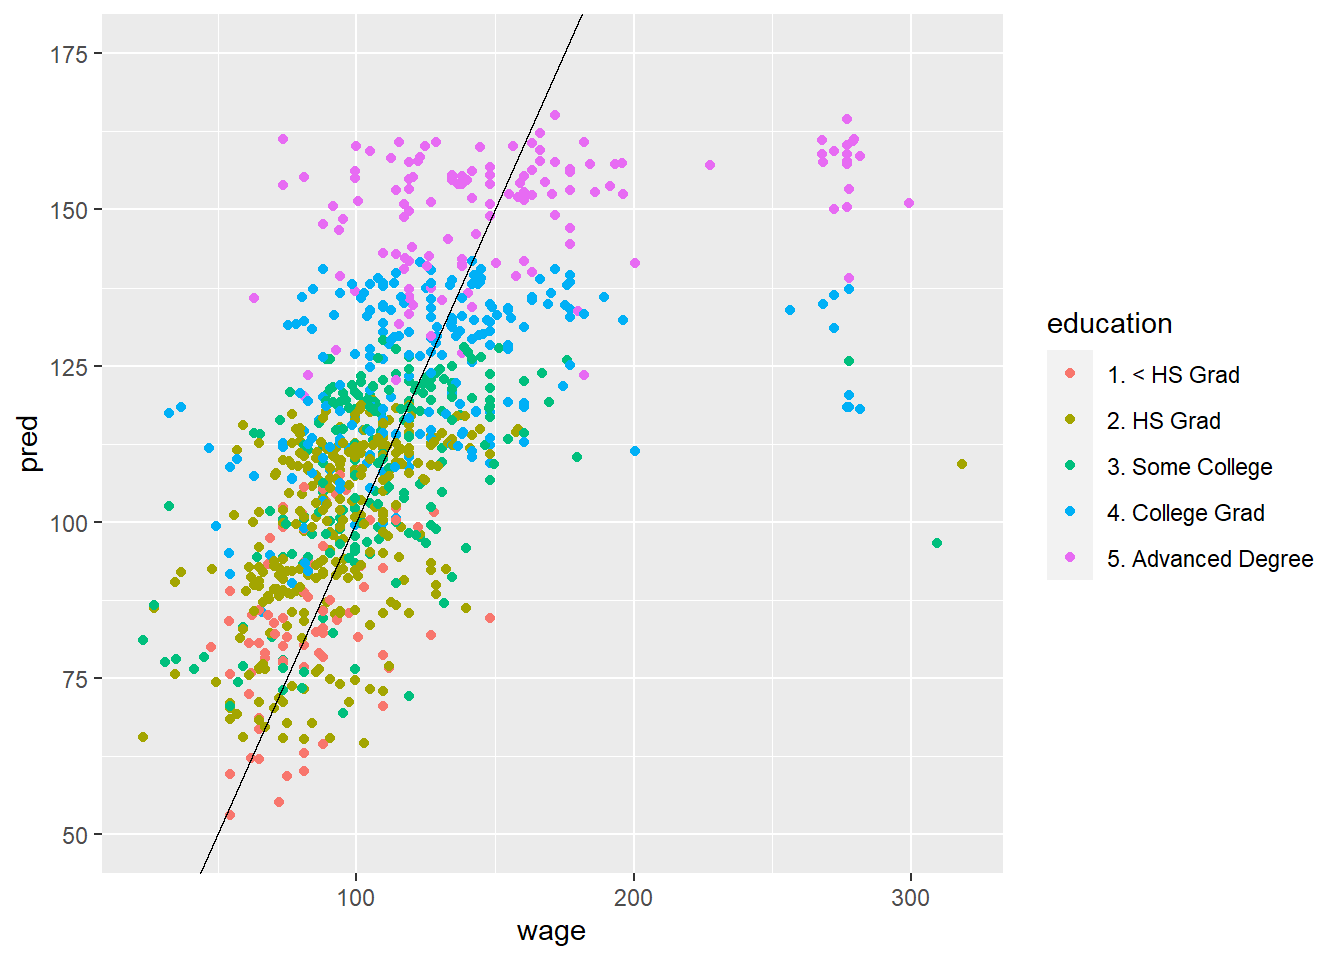 175
150
125
100
75
50
pred
100
200
300
wage
education
1. < HS Grad
2. HS Grad
3. Some College
4. College Grad
5. Advanced Degree